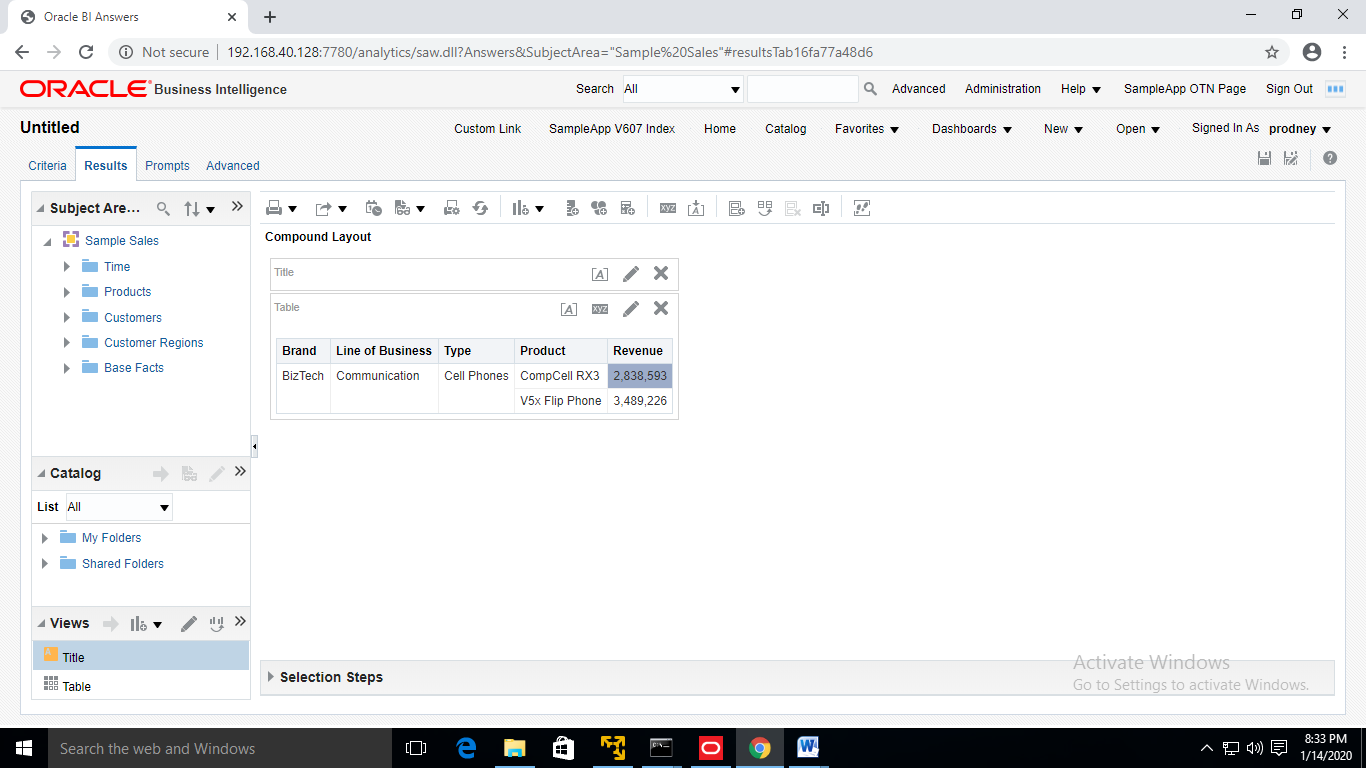 Oracle BI Answers
Not secure 192.168.40.128:7780/analytics/saw.dll?Answers&SubjectArea="Sample%20Sales"#resultsTab16fa77a48d6
ORACLE Business Intelligence Search All Advanced Administration Help SampleApp OTN Page Sign Out
Untitled Custom Link SampleApp V607 Index Home Catalog Favorites Dashboards New Open Signed In As prodney
Criteria Results Prompts Advanced
Subject Are...
Sample Sales
Time
Products
Customers
Customer Regions
Base Facts
Catalog
List All
My Folders
Shared Folders
Views
Title
Table
xyz A
Compound Layout
Title A
Table A xyz
Brand Line of Business Type Product Revenue
BizTech Communication Cell Phones CompCell RX3 2,838,593
V5x Flip Phone 3,489,226
Selection Steps
Activate Windows
Go to Settings to activate Windows.
Search the web and Windows
8:33 PM
1/14/2020